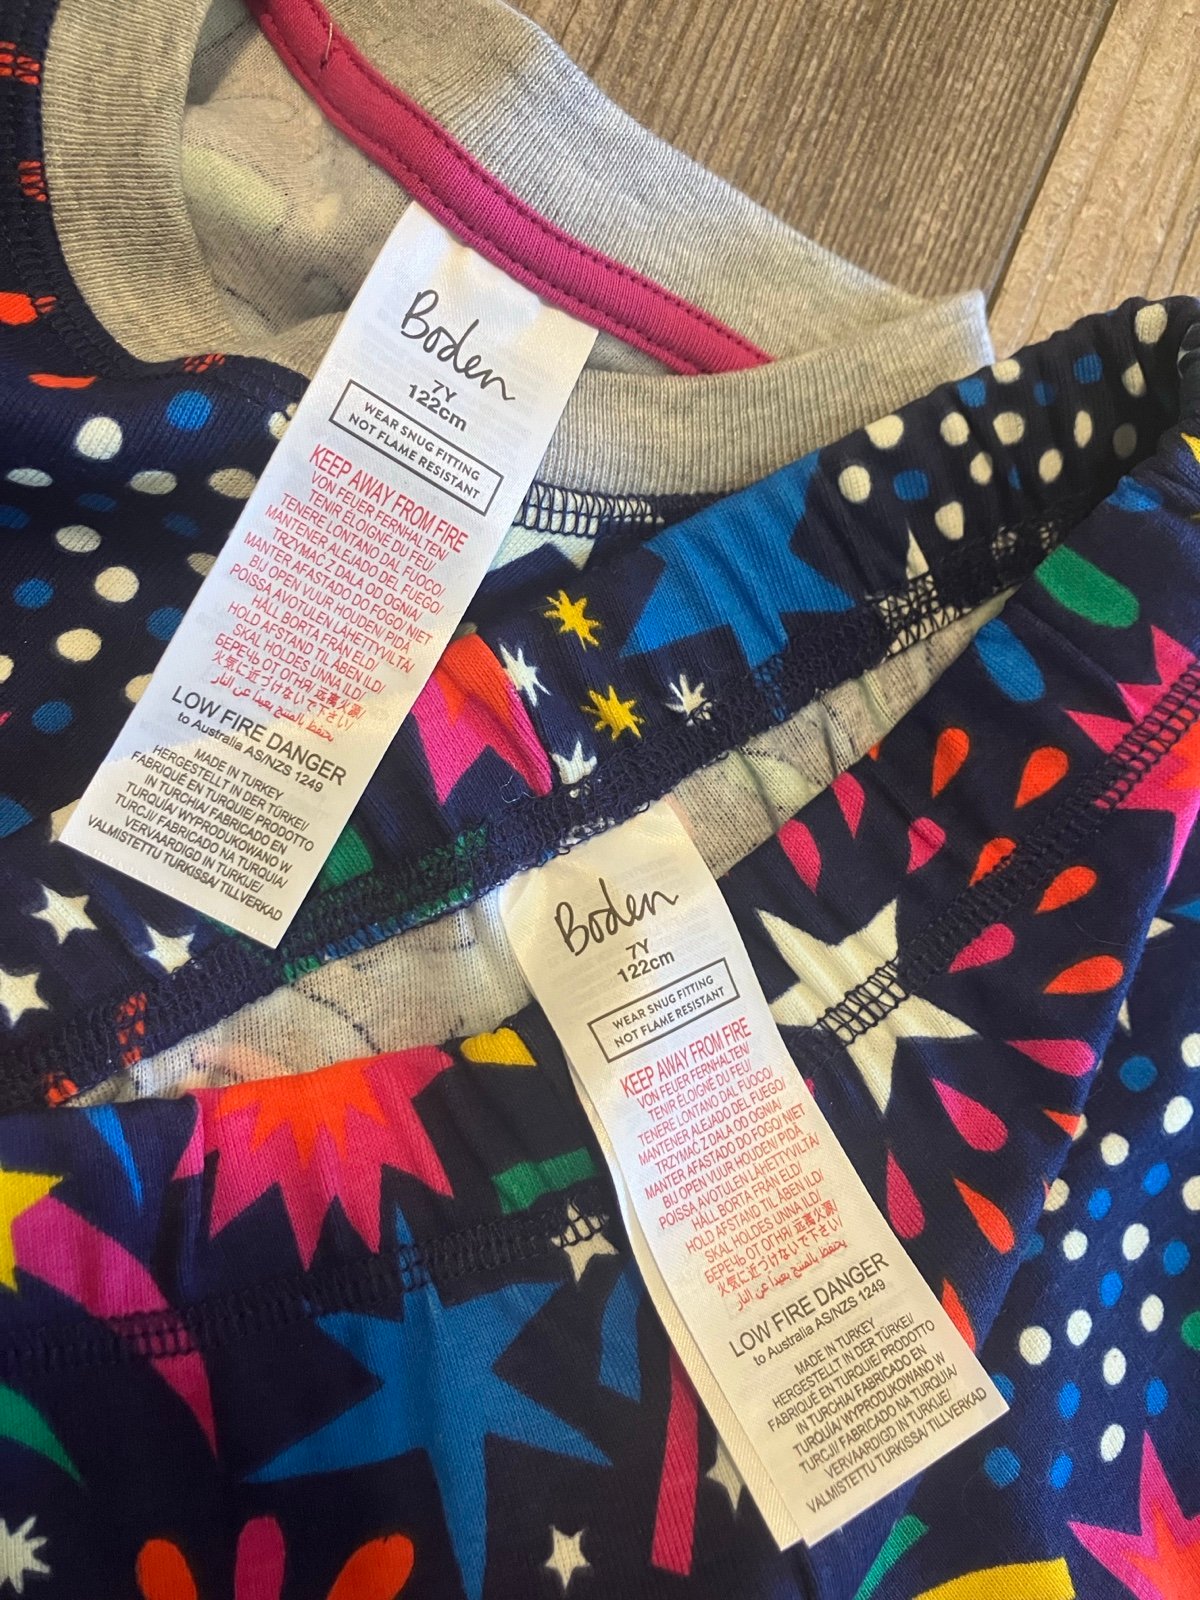 Boden
7Y
122cm
WEAR SNUG FITTING
NOT FLAME RESISTANT
KEEP AWAY FROM FIRE
VON FEUER FERNHALTEN/
TENIR ÉLOIGNÉ DU FEU/
TENERE LONTANO DAL FUOCO/
MANTENER ALEJADO DEL FUEGO/
TRZYMAĆ Z DALA OD OGNIA/
MANTER AFASTADO DO FOGO/ NIET
BIJ OPEN VUUR HOUDEN/ PIDÄ
POISSA AVOTULEN LÄHETTYVILTÄ/
HÅLL BORTA FRÅN ELD/
HOLD AFSTAND TIL ÅBEN ILD/
SKAL HOLDES UNNA ILD/
БЕРЕЧЬ ОТ ОГНЯ/ 远离火源/
火気に近づけないで下さい/
يحتفظ بالمنتج بعيدا عن النار
LOW FIRE DANGER
to Australia AS/NZS 1249
MADE IN TURKEY
HERGESTELLT IN DER TÜRKEI/
FABRIQUÉ EN TURQUIE/ PRODOTTO
IN TURCHIA/ FABRICADO EN
TURQUÍA/ WYPRODUKOWANO W
TURCJI/ FABRICADO NA TURQUIA/
VERVAARDIGD IN TURKIJE/
VALMISTETTU TURKISSA/ TILLVERKAD
Boden
7Y
122cm
WEAR SNUG FITTING
NOT FLAME RESISTANT
KEEP AWAY FROM FIRE
VON FEUER FERNHALTEN/
TENIR ÉLOIGNÉ DU FEU/
TENERE LONTANO DAL FUOCO/
MANTENER ALEJADO DEL FUEGO/
TRZYMAĆ Z DALA OD OGNIA/
MANTER AFASTADO DO FOGO/ NIET
BIJ OPEN VUUR HOUDEN/ PIDÄ
POISSA AVOTULEN LÄHETTYVILTÄ/
HÅLL BORTA FRÅN ELD/
HOLD AFSTAND TIL ÅBEN ILD/
SKAL HOLDES UNNA ILD/
БЕРЕЧЬ ОТ ОГНЯ/ 远离火源/
火気に近づけないで下さい/
يحتفظ بالمنتج بعيدا عن النار
LOW FIRE DANGER
to Australia AS/NZS 1249
MADE IN TURKEY
HERGESTELLT IN DER TÜRKEI/
FABRIQUÉ EN TURQUIE/ PRODOTTO
IN TURCHIA/ FABRICADO EN
TURQUÍA/ WYPRODUKOWANO W
TURCJI/ FABRICADO NA TURQUIA/
VERVAARDIGD IN TURKIJE/
VALMISTETTU TURKISSA/ TILLVERKAD